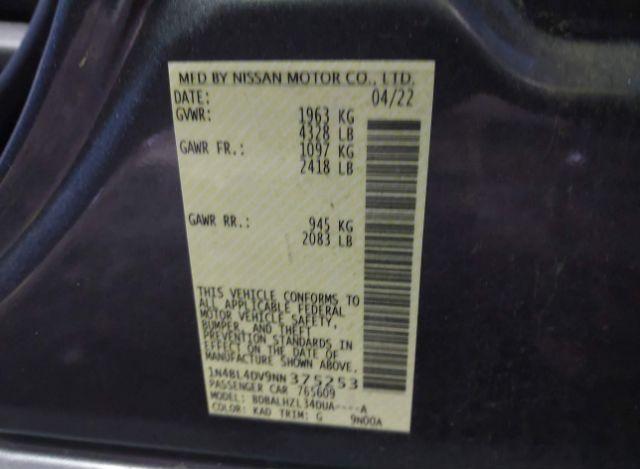 MFD BY NISSAN MOTOR CO., LTD.
DATE: 04/22
GVWR: 1963 KG
4328 LB
GAWR FR.: 1097 KG
2418 LB
GAWR RR.: 945 KG
2083 LB
THIS VEHICLE CONFORMS TO
ALL APPLICABLE FEDERAL
MOTOR VEHICLE SAFETY,
BUMPER, AND THEFT
PREVENTION STANDARDS IN
EFFECT ON THE DATE OF
MANUFACTURE SHOWN ABOVE.
1N4BL4DV9NN375253
PASSENGER CAR 765609
MODEL: BDBALHZL34DUA----A
COLOR: KAD TRIM: G 9N00A